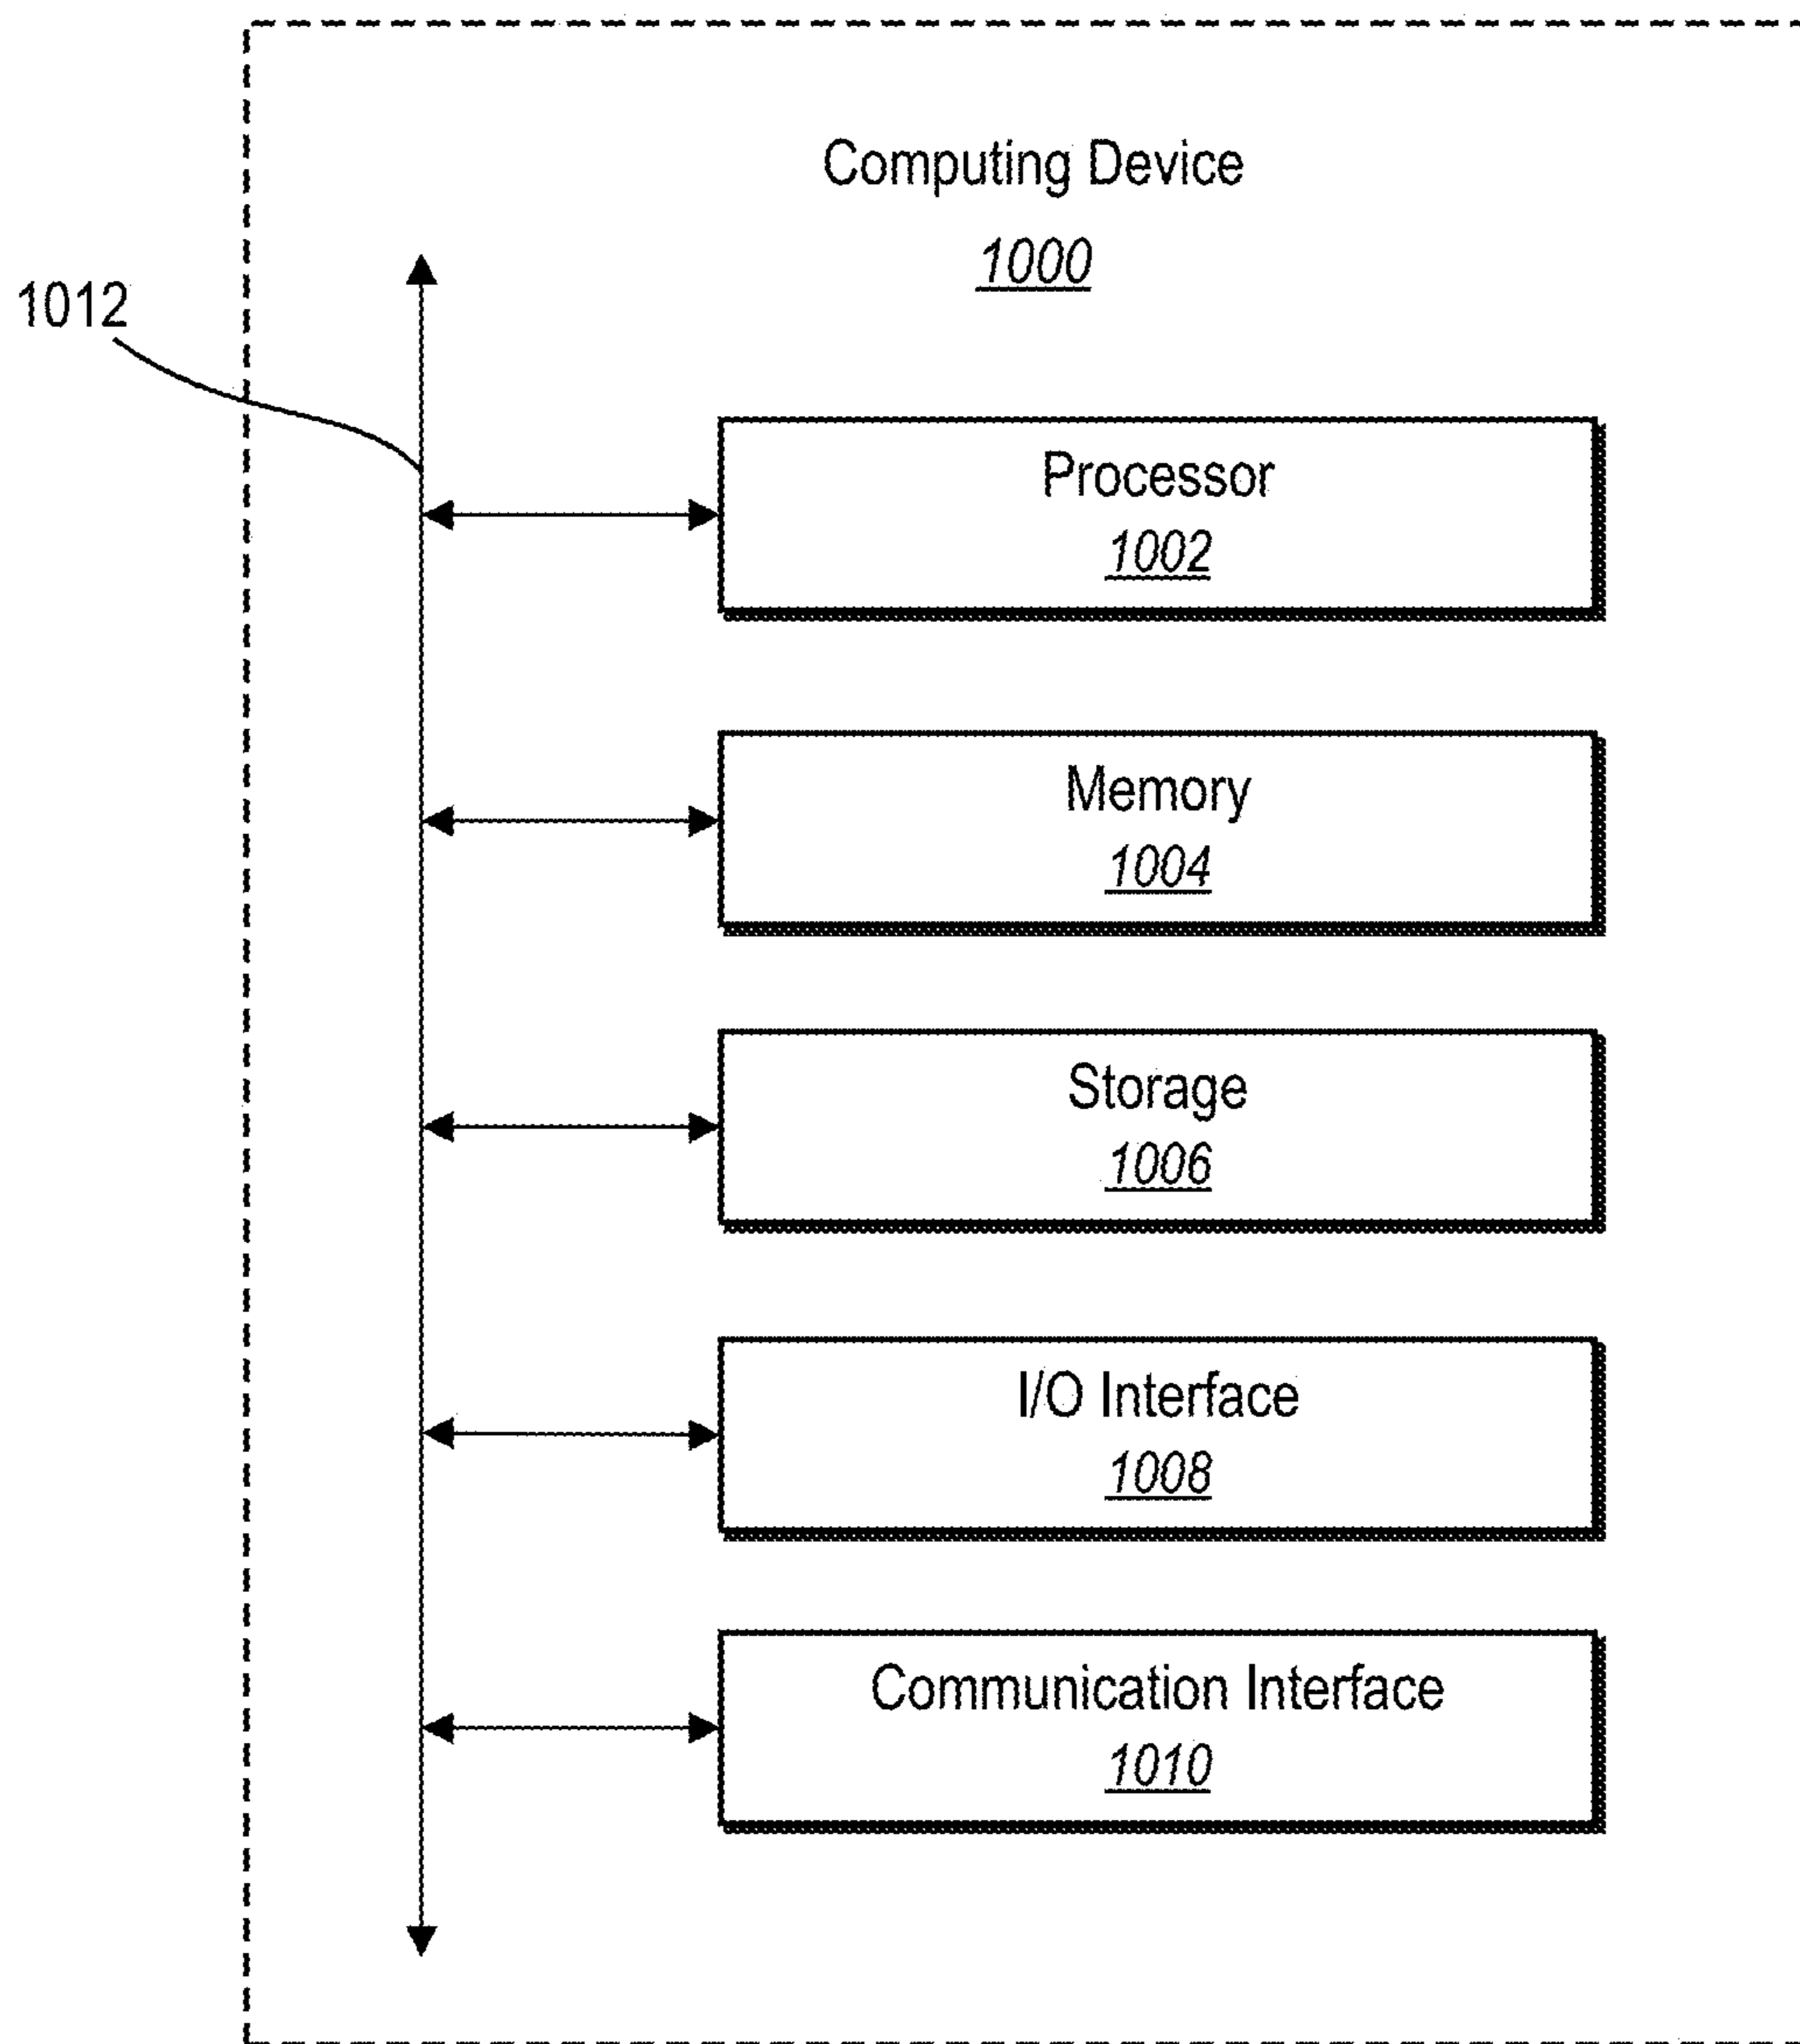 Computing Device
1000
1012
Processor
1002
Memory
1004
Storage
1006
I/O Interface
1008
Communication Interface
1010